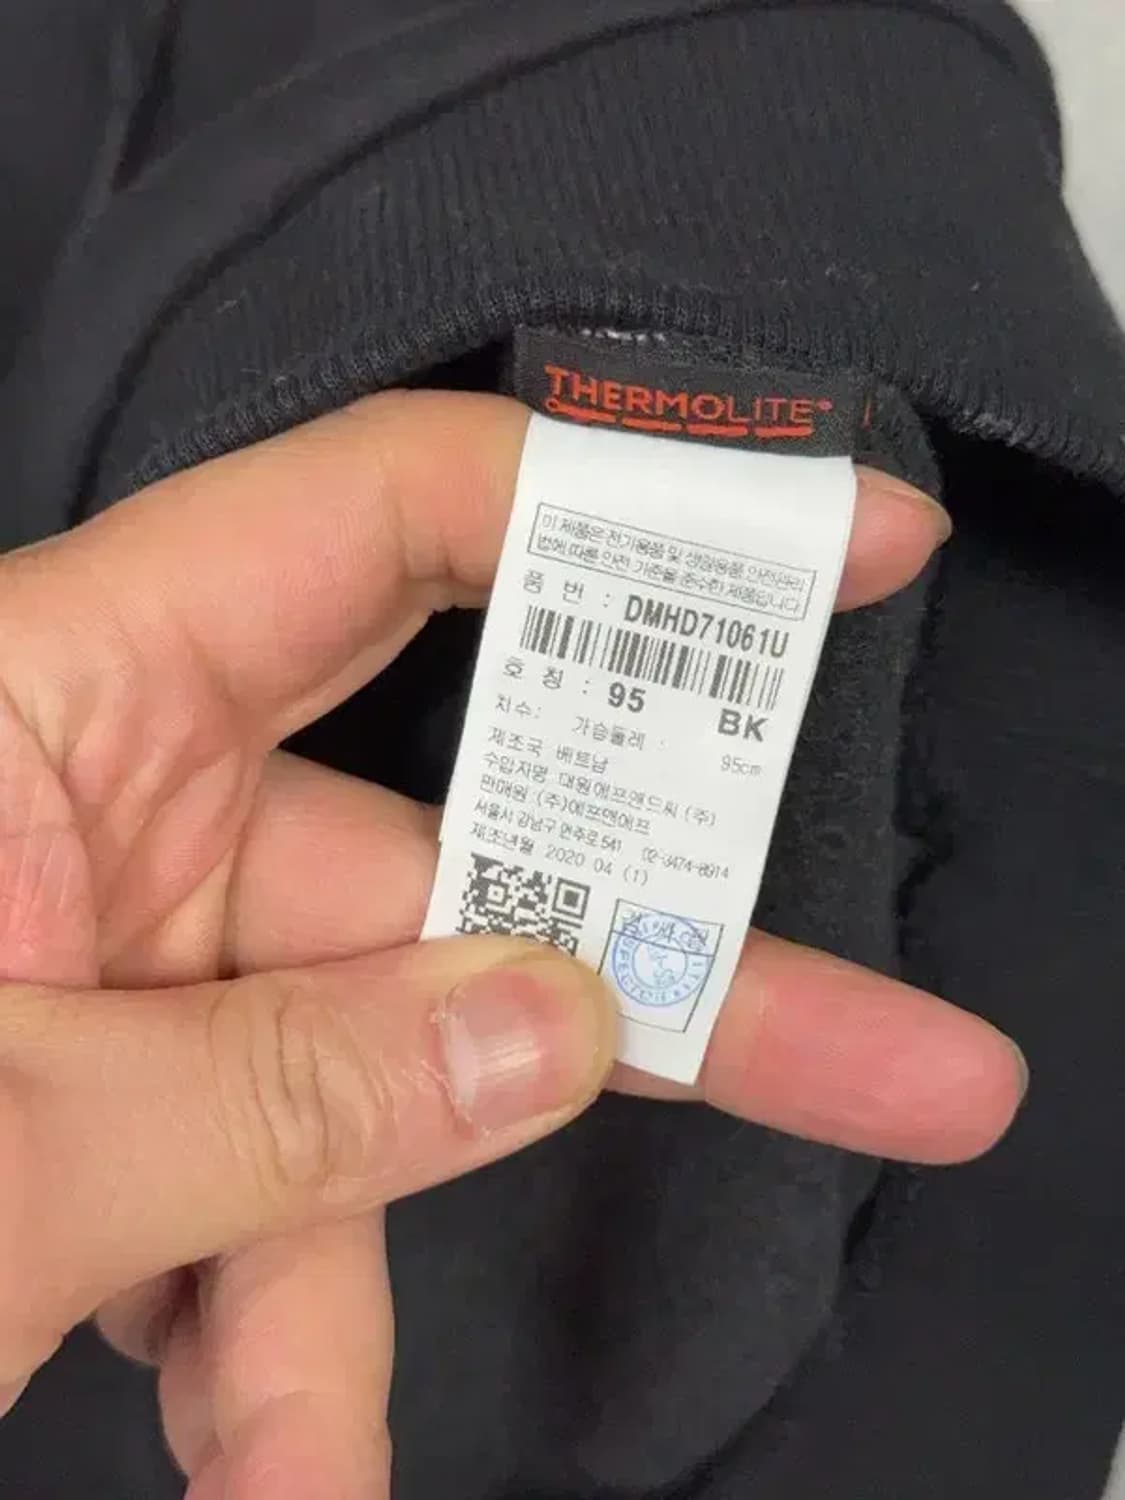 THERMOLITE®
이 제품은 전기용품 및 생활용품 안전관리
법에 따른 안전 기준을 준수한 제품입니다
품 번 : DMHD71061U
호 칭 : 95 BK
치수: 가슴둘레 : 95cm
제조국 베트남
수입자명 대원에프앤드씨 (주)
판매원 (주)에프앤에프
서울시 강남구 언주로 541 02-3474-8914
제조년월 2020 04 (1)